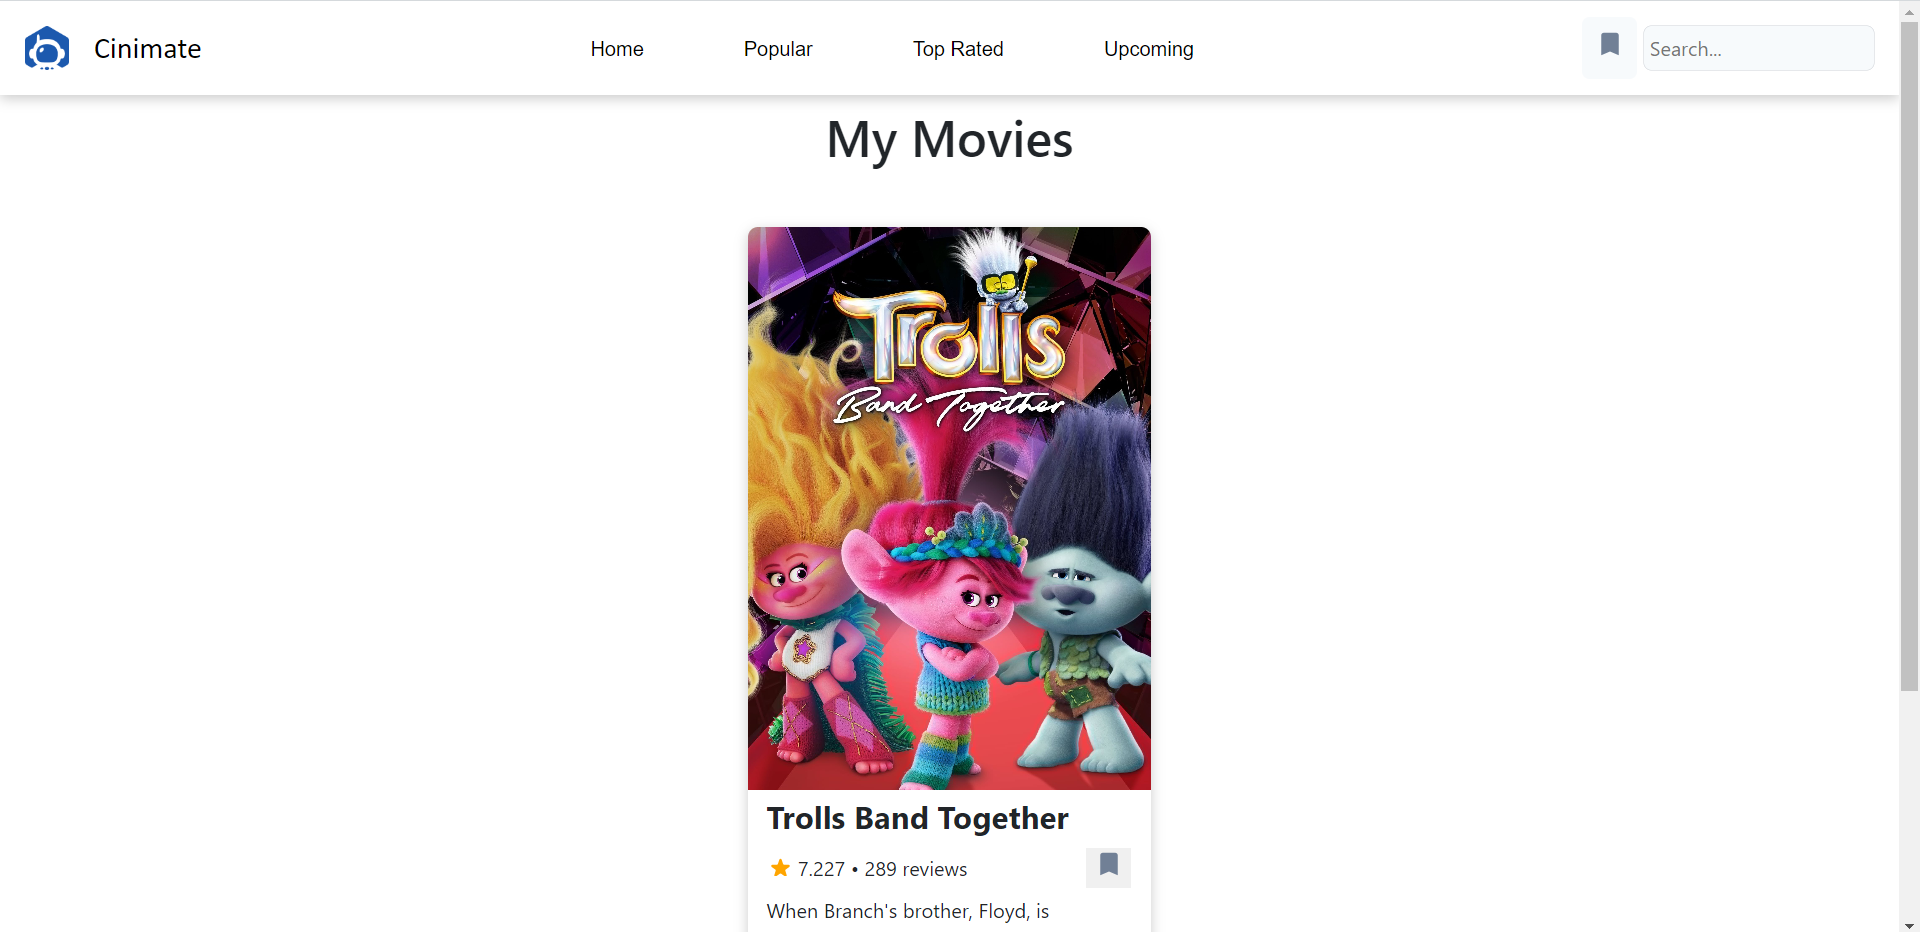 Cinimate
Home
Popular
Top Rated
Upcoming
Search...
My Movies
Trolls
Band Together
Trolls Band Together
7.227 • 289 reviews
When Branch's brother, Floyd, is